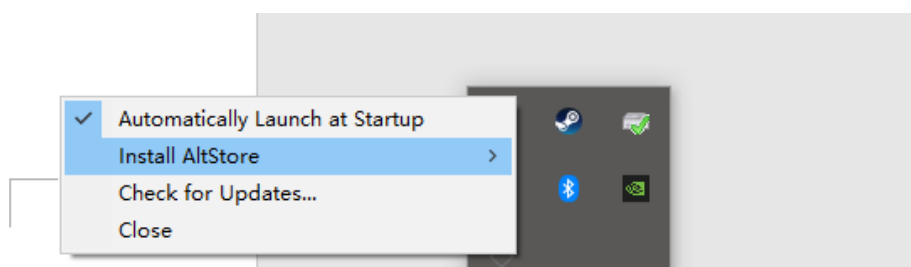 Automatically Launch at Startup
Install AltStore
Check for Updates...
Close